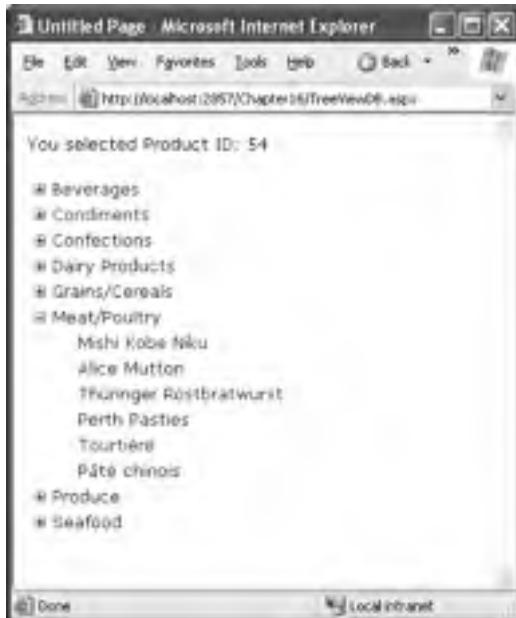 Untitled Page - Microsoft Internet Explorer
File Edit View Favorites Tools Help Back »
Address http://localhost:2857/Chapter16/TreeViewDB.aspx
You selected Product ID: 54
Beverages
Condiments
Confections
Dairy Products
Grains/Cereals
Meat/Poultry
Mishi Kobe Niku
Alice Mutton
Thüringer Rostbratwurst
Perth Pasties
Tourtière
Pâté chinois
Produce
Seafood
Done Local intranet